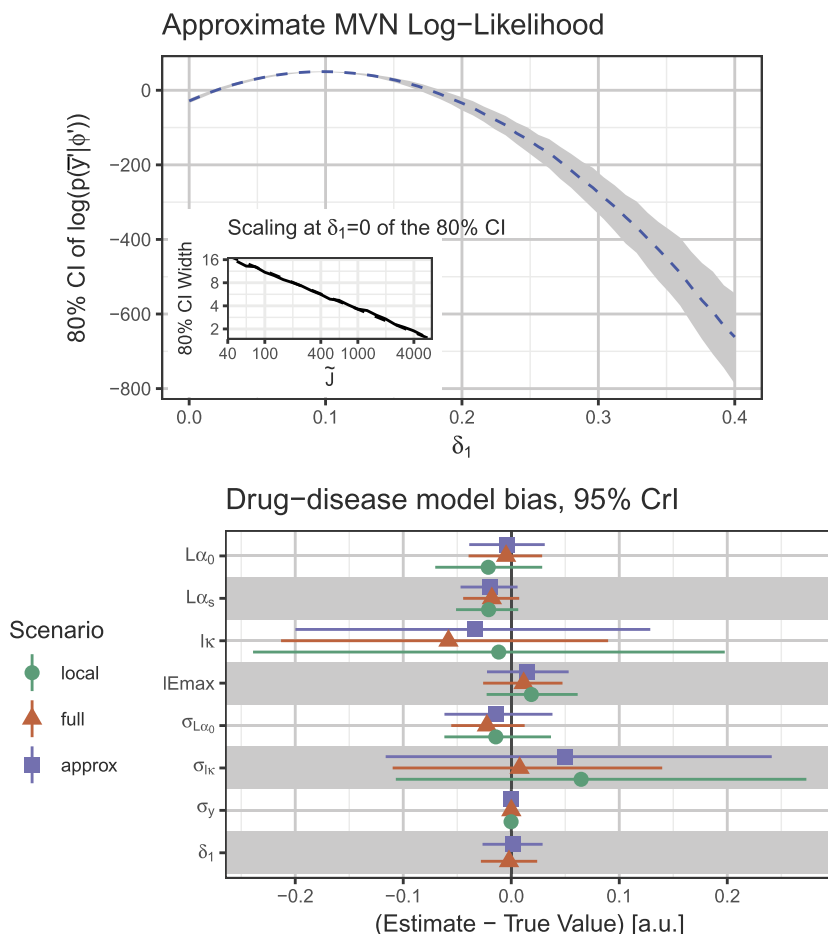 Approximate MVN Log−Likelihood
80% CI of log(p(y̅'|ϕ'))
0
−200
−400
−600
−800
Scaling at δ₁=0 of the 80% CI
80% CI Width
16
8
4
2
40 100 400 1000 4000
J̃
0.0 0.1 0.2 0.3 0.4
δ₁
Drug−disease model bias, 95% CrI
Lα₀
Lαₛ
lκ
lEmax
σ_Lα₀
σ_lκ
σ_y
δ₁
Scenario
local
full
approx
−0.2 −0.1 0.0 0.1 0.2
(Estimate − True Value) [a.u.]